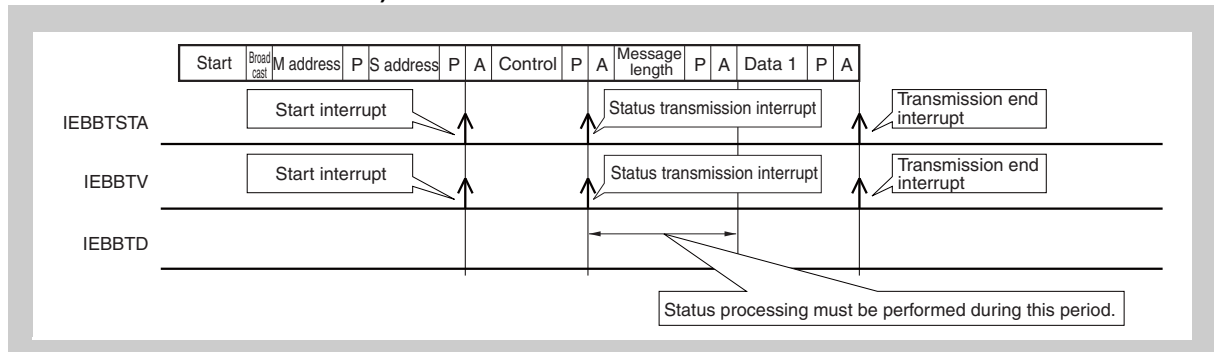 Start Broad cast M address P S address P A Control P A Message length P A Data 1 P A
IEBBTSTA
Start interrupt
Status transmission interrupt
Transmission end interrupt
IEBBTV
Start interrupt
Status transmission interrupt
Transmission end interrupt
IEBBTD
Status processing must be performed during this period.